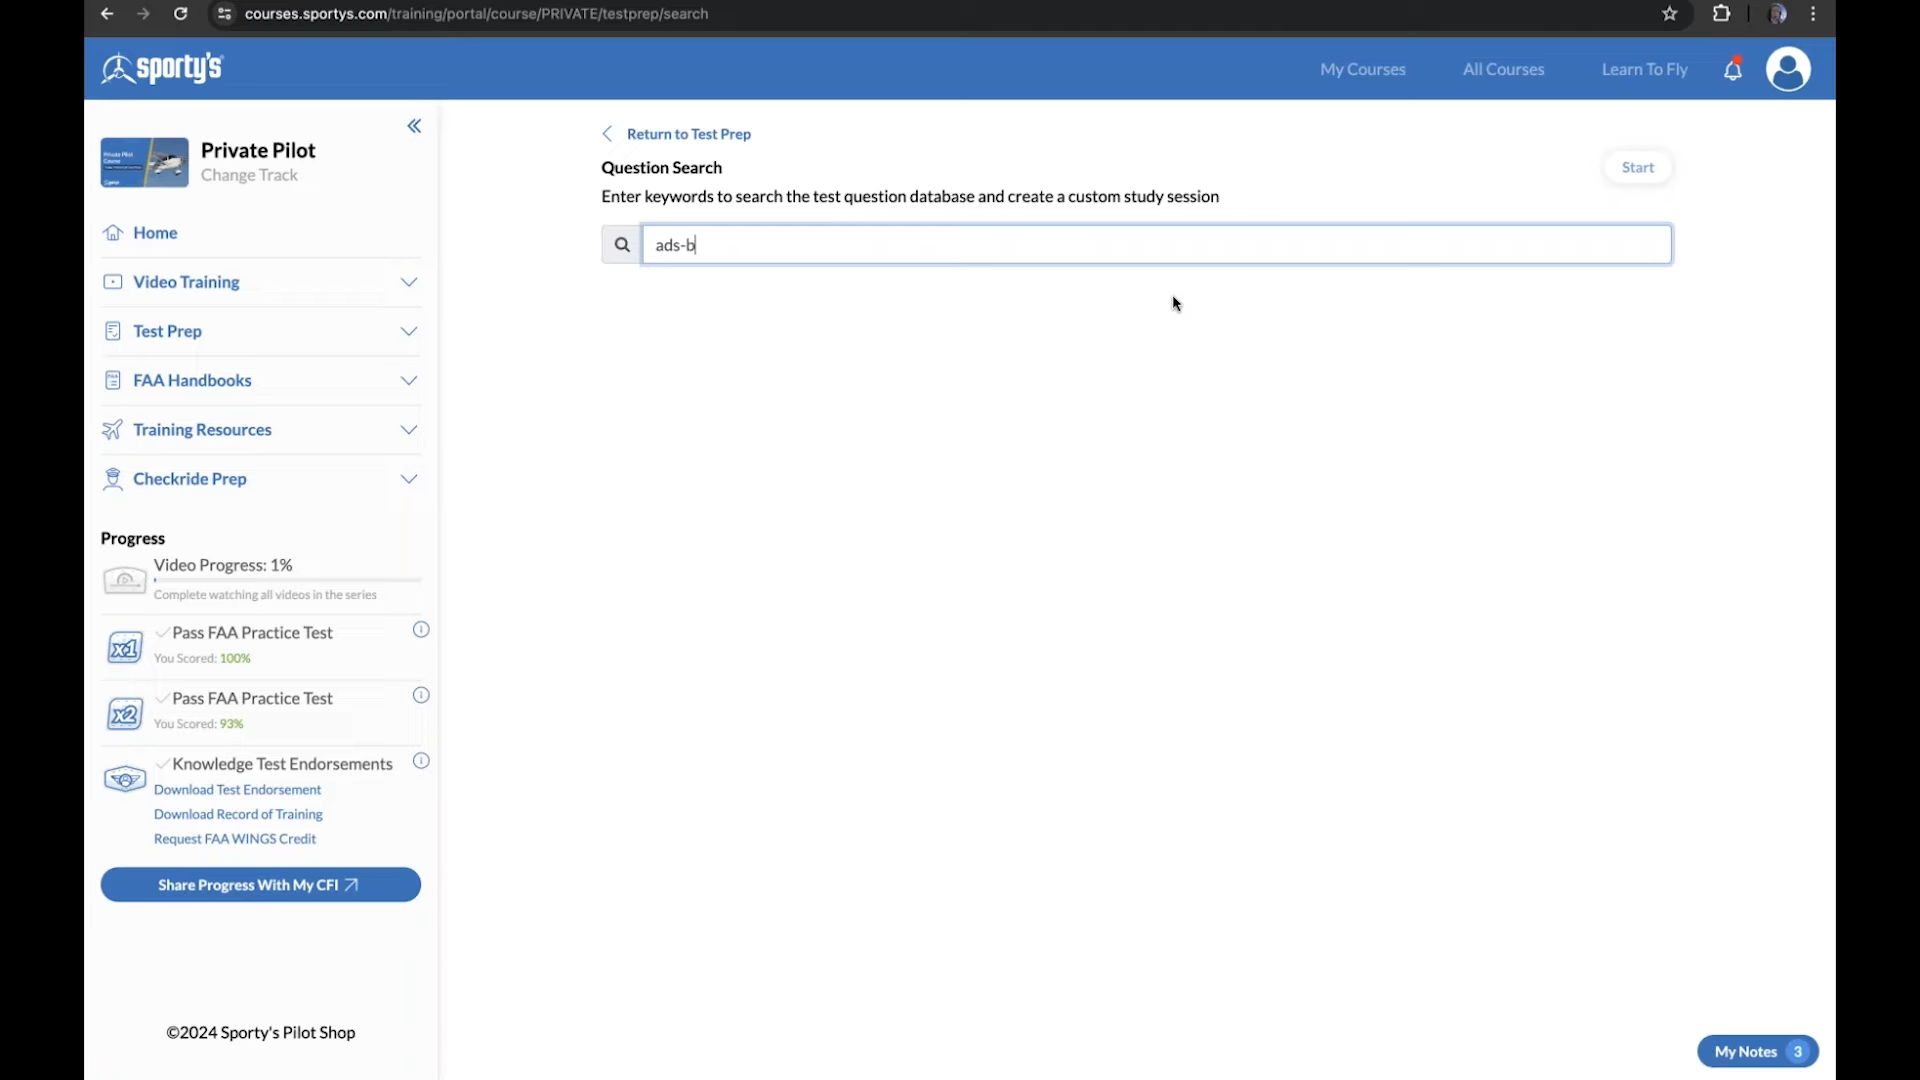 courses.sportys.com/training/portal/course/PRIVATE/testprep/search
sporty's
My Courses
All Courses
Learn To Fly
Private Pilot
Change Track
Home
Video Training
Test Prep
FAA Handbooks
Training Resources
Checkride Prep
Progress
Video Progress: 1%
Complete watching all videos in the series
x1
Pass FAA Practice Test
You Scored: 100%
x2
Pass FAA Practice Test
You Scored: 93%
Knowledge Test Endorsements
Download Test Endorsement
Download Record of Training
Request FAA WINGS Credit
Share Progress With My CFI
©2024 Sporty's Pilot Shop
Return to Test Prep
Question Search
Start
Enter keywords to search the test question database and create a custom study session
ads-b
My Notes 3